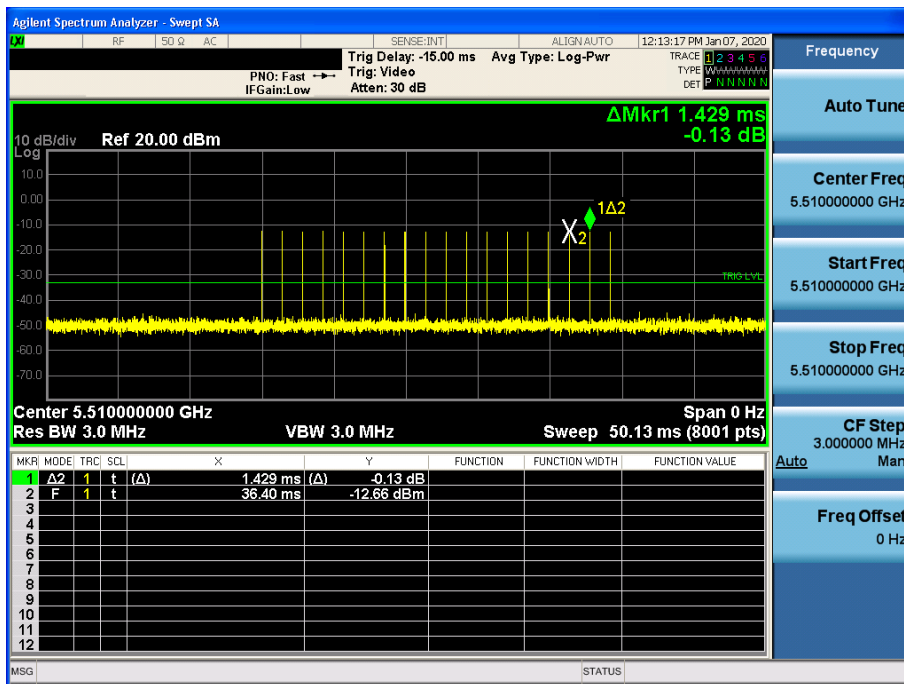 Agilent Spectrum Analyzer - Swept SA
LXI RF 50 Ω AC SENSE:INT ALIGN AUTO 12:13:17 PM Jan 07, 2020
PNO: Fast
IFGain:Low
Trig Delay: -15.00 ms
Trig: Video
Atten: 30 dB
Avg Type: Log-Pwr
TRACE 1 2 3 4 5 6
TYPE WWWWWW
DET P N N N N N
ΔMkr1 1.429 ms
-0.13 dB
10 dB/div Ref 20.00 dBm
Log
10.0
0.00
-10.0
-20.0
-30.0
-40.0
-50.0
-60.0
-70.0
1Δ2
2
TRIG LVL
Center 5.510000000 GHz Span 0 Hz
Res BW 3.0 MHz VBW 3.0 MHz Sweep 50.13 ms (8001 pts)
MKR MODE TRC SCL X Y FUNCTION FUNCTION WIDTH FUNCTION VALUE
1 Δ2 1 t (Δ) 1.429 ms (Δ) -0.13 dB
2 F 1 t 36.40 ms -12.66 dBm
3
4
5
6
7
8
9
10
11
12
MSG STATUS
Frequency
Auto Tune
Center Freq
5.510000000 GHz
Start Freq
5.510000000 GHz
Stop Freq
5.510000000 GHz
CF Step
3.000000 MHz
Auto Man
Freq Offset
0 Hz